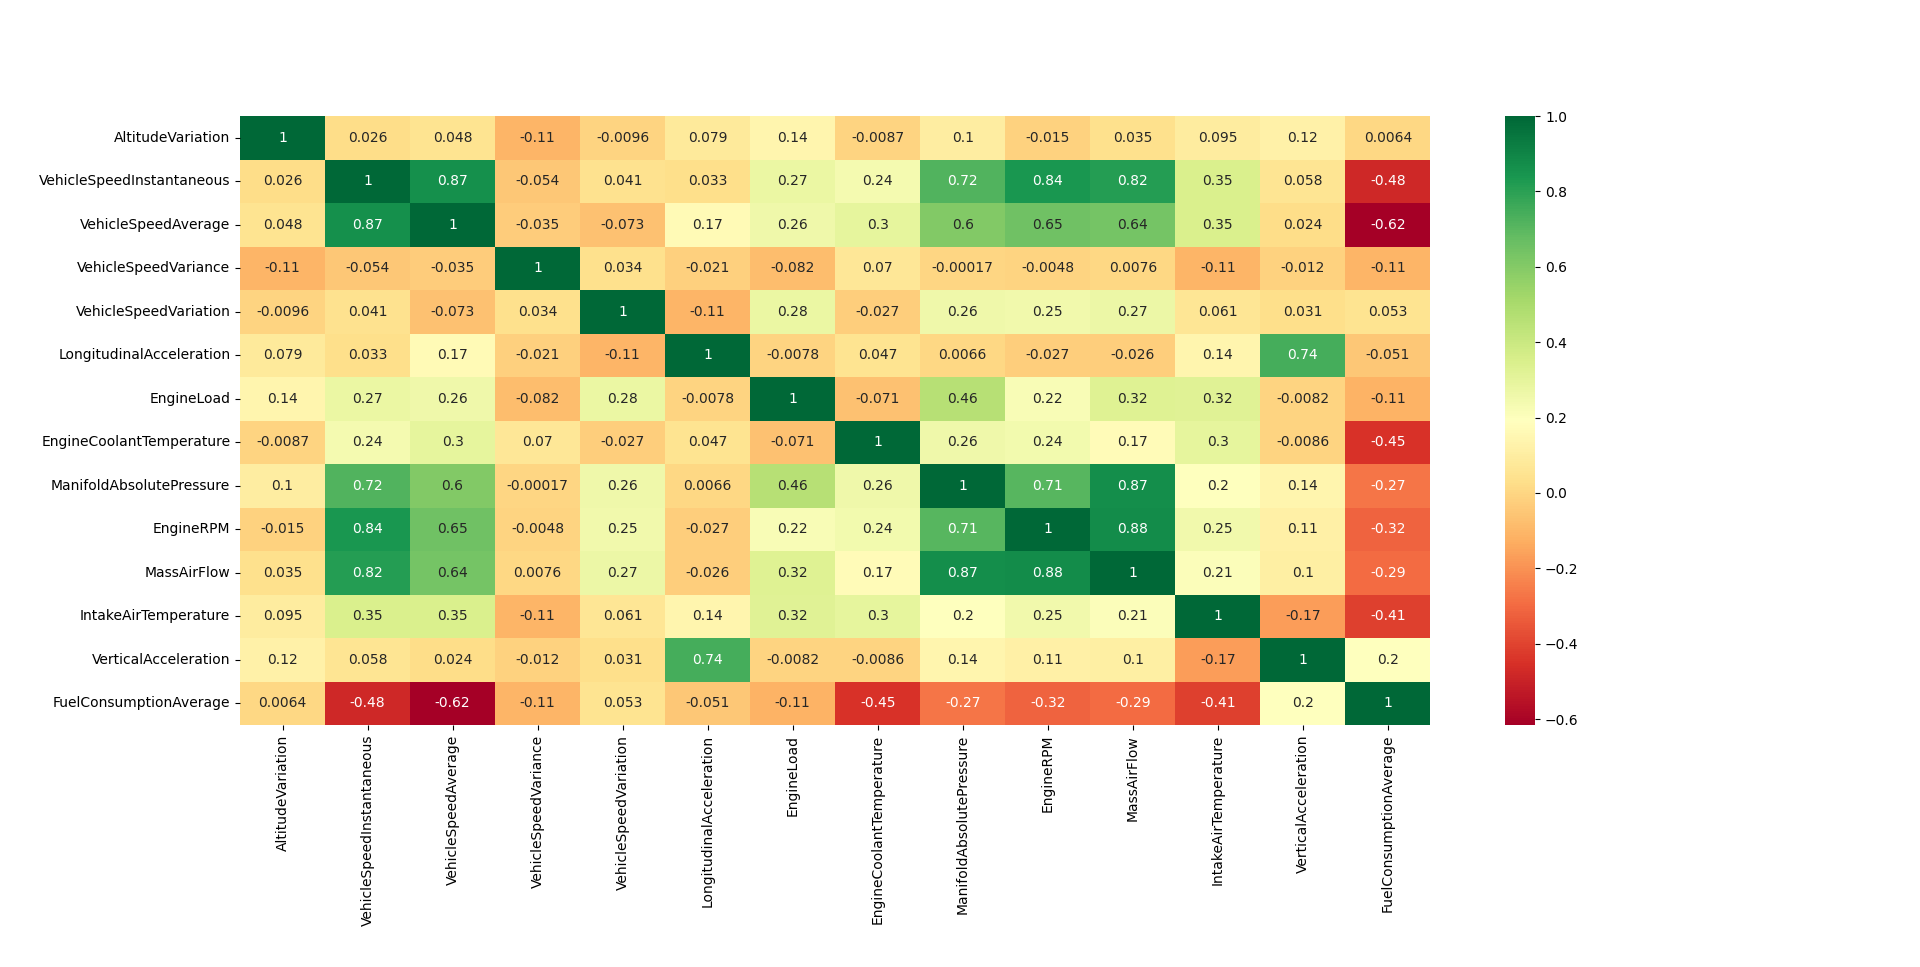 AltitudeVariation 1 0.026 0.048 -0.11 -0.0096 0.079 0.14 -0.0087 0.1 -0.015 0.035 0.095 0.12 0.0064
VehicleSpeedInstantaneous 0.026 1 0.87 -0.054 0.041 0.033 0.27 0.24 0.72 0.84 0.82 0.35 0.058 -0.48
VehicleSpeedAverage 0.048 0.87 1 -0.035 -0.073 0.17 0.26 0.3 0.6 0.65 0.64 0.35 0.024 -0.62
VehicleSpeedVariance -0.11 -0.054 -0.035 1 0.034 -0.021 -0.082 0.07 -0.00017 -0.0048 0.0076 -0.11 -0.012 -0.11
VehicleSpeedVariation -0.0096 0.041 -0.073 0.034 1 -0.11 0.28 -0.027 0.26 0.25 0.27 0.061 0.031 0.053
LongitudinalAcceleration 0.079 0.033 0.17 -0.021 -0.11 1 -0.0078 0.047 0.0066 -0.027 -0.026 0.14 0.74 -0.051
EngineLoad 0.14 0.27 0.26 -0.082 0.28 -0.0078 1 -0.071 0.46 0.22 0.32 0.32 -0.0082 -0.11
EngineCoolantTemperature -0.0087 0.24 0.3 0.07 -0.027 0.047 -0.071 1 0.26 0.24 0.17 0.3 -0.0086 -0.45
ManifoldAbsolutePressure 0.1 0.72 0.6 -0.00017 0.26 0.0066 0.46 0.26 1 0.71 0.87 0.2 0.14 -0.27
EngineRPM -0.015 0.84 0.65 -0.0048 0.25 -0.027 0.22 0.24 0.71 1 0.88 0.25 0.11 -0.32
MassAirFlow 0.035 0.82 0.64 0.0076 0.27 -0.026 0.32 0.17 0.87 0.88 1 0.21 0.1 -0.29
IntakeAirTemperature 0.095 0.35 0.35 -0.11 0.061 0.14 0.32 0.3 0.2 0.25 0.21 1 -0.17 -0.41
VerticalAcceleration 0.12 0.058 0.024 -0.012 0.031 0.74 -0.0082 -0.0086 0.14 0.11 0.1 -0.17 1 0.2
FuelConsumptionAverage 0.0064 -0.48 -0.62 -0.11 0.053 -0.051 -0.11 -0.45 -0.27 -0.32 -0.29 -0.41 0.2 1
AltitudeVariation
VehicleSpeedInstantaneous
VehicleSpeedAverage
VehicleSpeedVariance
VehicleSpeedVariation
LongitudinalAcceleration
EngineLoad
EngineCoolantTemperature
ManifoldAbsolutePressure
EngineRPM
MassAirFlow
IntakeAirTemperature
VerticalAcceleration
FuelConsumptionAverage
1.0
0.8
0.6
0.4
0.2
0.0
−0.2
−0.4
−0.6